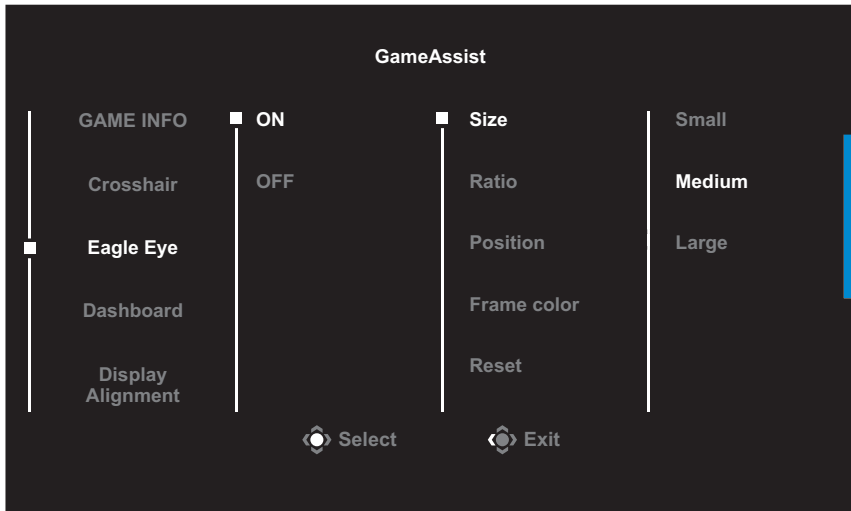 GameAssist
GAME INFO
Crosshair
Eagle Eye
Dashboard
Display
Alignment
ON
OFF
Size
Ratio
Position
Frame color
Reset
Small
Medium
Large
Select
Exit